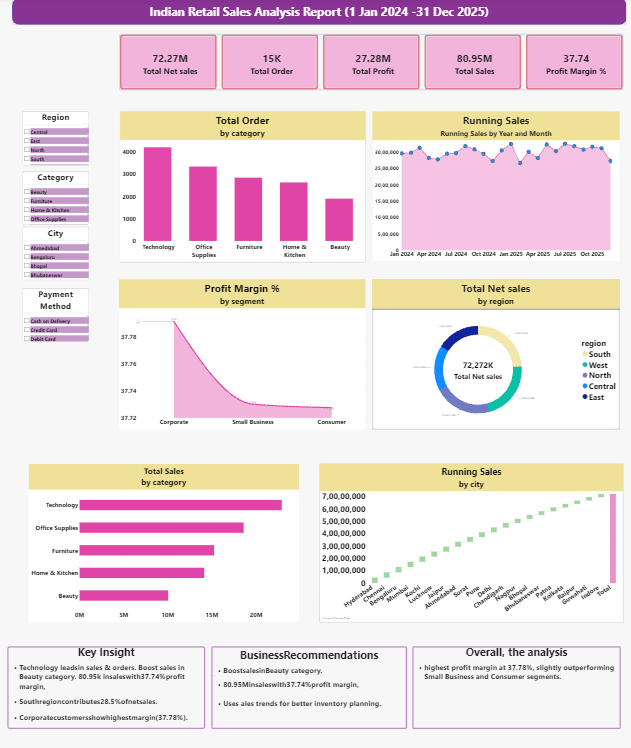 Indian Retail Sales Analysis Report (1 Jan 2024 -31 Dec 2025)
72.27M
Total Net sales
15K
Total Order
27.28M
Total Profit
80.95M
Total Sales
37.74
Profit Margin %
Region
Central
East
North
South
Category
Beauty
Furniture
Home & Kitchen
Office Supplies
City
Ahmedabad
Bengaluru
Bhopal
Bhubaneswar
Payment
Method
Cash on Delivery
Credit Card
Debit Card
Total Order
by category
4000
3000
2000
1000
0
Technology
Office
Supplies
Furniture
Home &
Kitchen
Beauty
Running Sales
Running Sales by Year and Month
30,00,000
25,00,000
20,00,000
15,00,000
10,00,000
5,00,000
0
Jan 2024 Apr 2024 Jul 2024 Oct 2024 Jan 2025 Apr 2025 Jul 2025 Oct 2025
Profit Margin %
by segment
37.78
37.76
37.74
37.72
Corporate Small Business Consumer
Total Net sales
by region
72,272K
Total Net sales
region
South
West
North
Central
East
Total Sales
by category
Technology
Office Supplies
Furniture
Home & Kitchen
Beauty
0M 5M 10M 15M 20M
Running Sales
by city
7,00,00,000
6,00,00,000
5,00,00,000
4,00,00,000
3,00,00,000
2,00,00,000
1,00,00,000
0
Hyderabad Chennai Bengaluru Mumbai Kochi Lucknow Jaipur Ahmedabad Surat Pune Delhi Chandigarh Nagpur Bhopal Bhubaneswar Patna Kolkata Raipur Guwahati Indore Total
Key Insight
• Technology leadsin sales & orders. Boost sales in
Beauty category. 80.95k insaleswith37.74%profit
margin,
• Southregioncontributes28.5%ofnetsales.
• Corporatecustomersshowhighestmargin(37.78%).
BusinessRecommendations
• BoostsalesinBeauty category.
• 80.95Minsaleswith37.74%profit margin,
• Uses ales trends for better inventory planning.
Overall, the analysis
• highest profit margin at 37.78%, slightly outperforming
Small Business and Consumer segments.